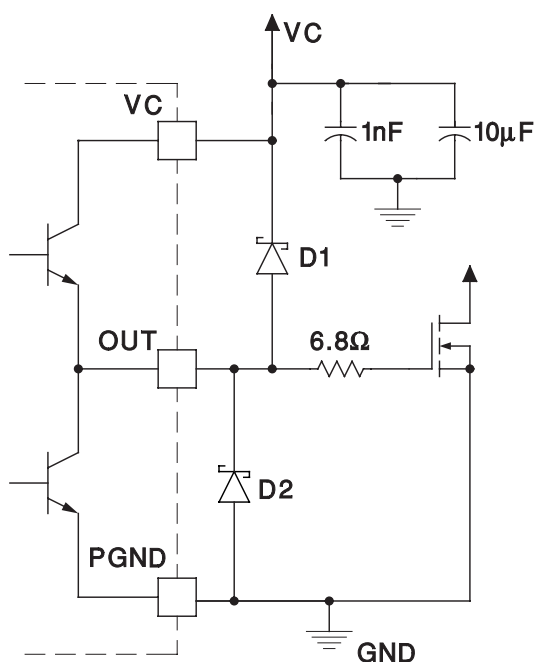 VC
VC
1nF
10µF
D1
OUT
6.8Ω
D2
PGND
GND